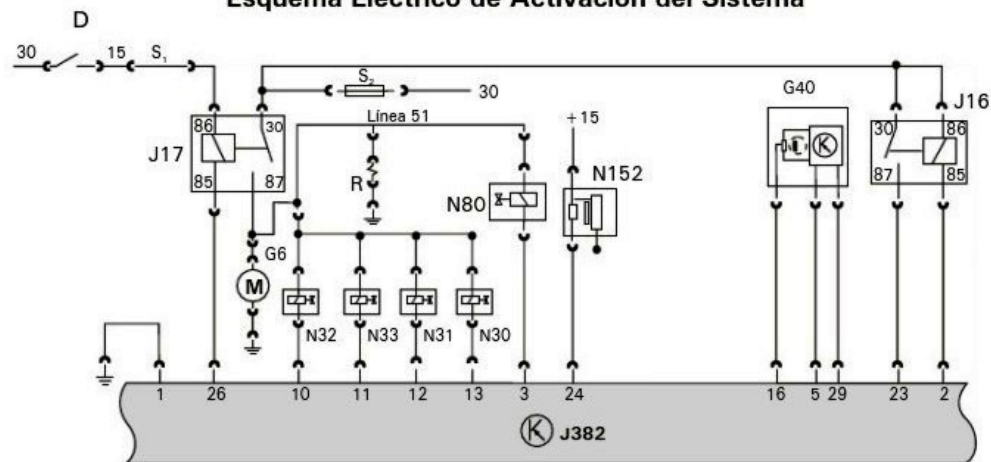 Esquema Eléctrico de Activación del Sistema
D
30 15 S₁
S₂
30
Línea 51
+15
G40
J16
86 30
J17
85 87
R
N80
N152
30 86
87 85
G6
M
N32 N33 N31 N30
1 26 10 11 12 13 3 24 16 5 29 23 2
J382